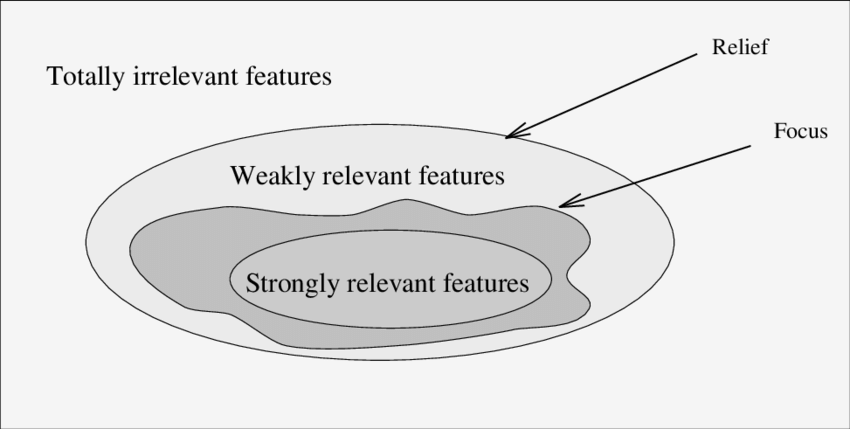 Relief
Totally irrelevant features
Focus
Weakly relevant features
Strongly relevant features